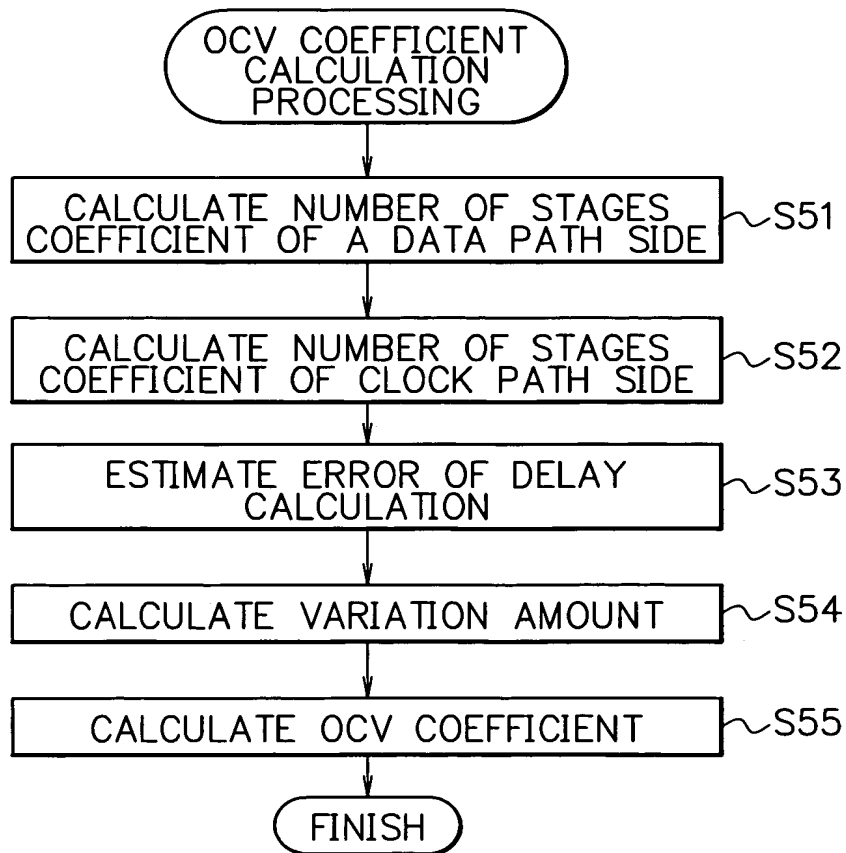 OCV COEFFICIENT
CALCULATION
PROCESSING
CALCULATE NUMBER OF STAGES
COEFFICIENT OF A DATA PATH SIDE
S51
CALCULATE NUMBER OF STAGES
COEFFICIENT OF CLOCK PATH SIDE
S52
ESTIMATE ERROR OF DELAY
CALCULATION
S53
CALCULATE VARIATION AMOUNT
S54
CALCULATE OCV COEFFICIENT
S55
FINISH